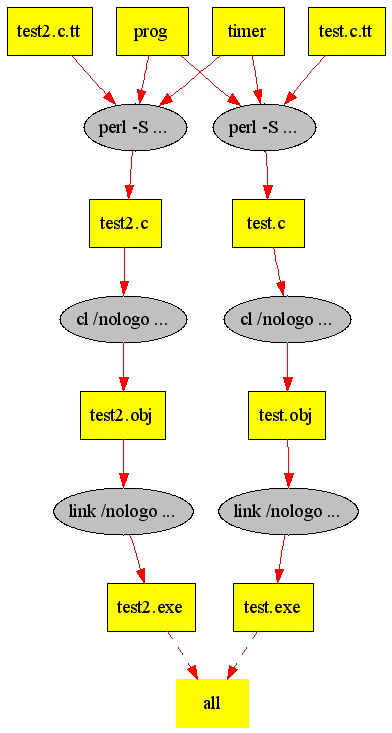 test2.c.tt
prog
timer
test.c.tt
perl -S ...
perl -S ...
test2.c
test.c
cl /nologo ...
cl /nologo ...
test2.obj
test.obj
link /nologo ...
link /nologo ...
test2.exe
test.exe
all